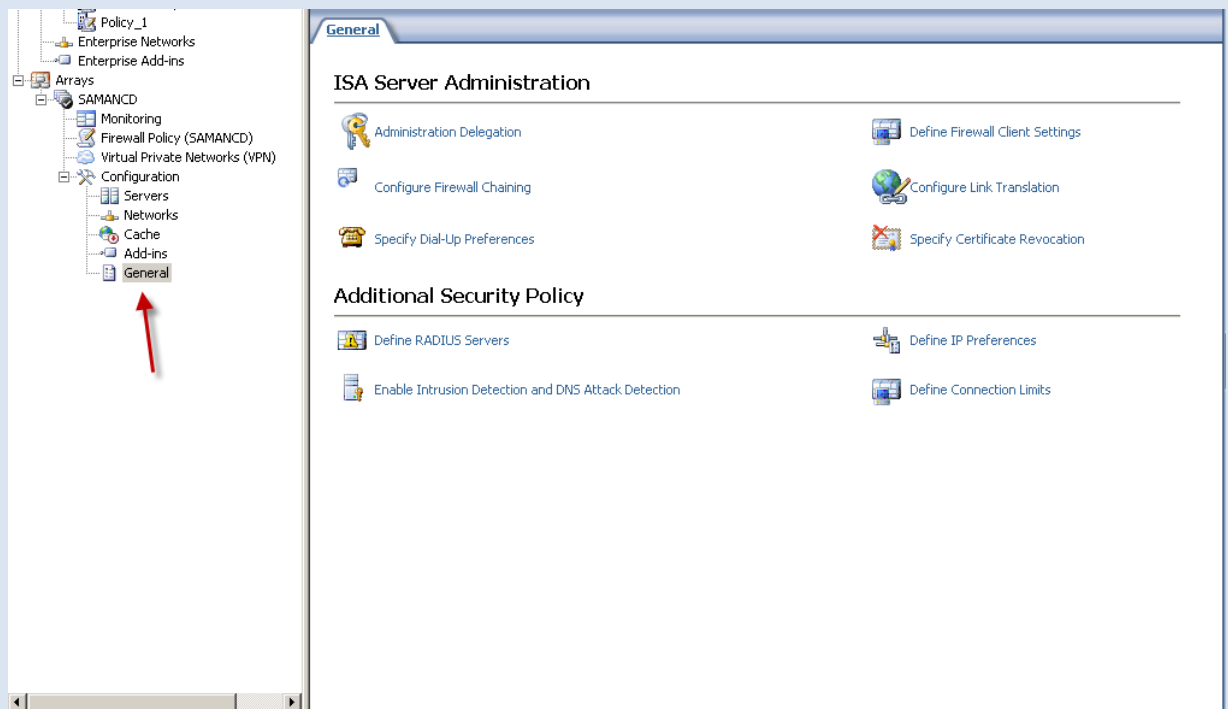 Policy_1
Enterprise Networks
Enterprise Add-ins
Arrays
SAMANCD
Monitoring
Firewall Policy (SAMANCD)
Virtual Private Networks (VPN)
Configuration
Servers
Networks
Cache
Add-ins
General
General
ISA Server Administration
Administration Delegation
Define Firewall Client Settings
Configure Firewall Chaining
Configure Link Translation
Specify Dial-Up Preferences
Specify Certificate Revocation
Additional Security Policy
Define RADIUS Servers
Define IP Preferences
Enable Intrusion Detection and DNS Attack Detection
Define Connection Limits